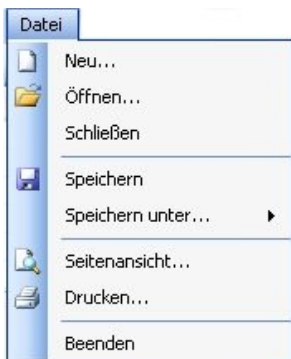 Datei
Neu...
Öffnen...
Schließen
Speichern
Speichern unter...
Seitenansicht...
Drucken...
Beenden